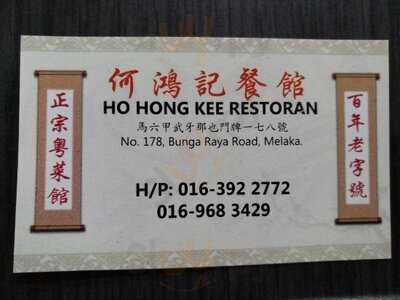 何鴻記餐館
HO HONG KEE RESTORAN
馬六甲武牙那也門牌一七八號
No. 178, Bunga Raya Road, Melaka.
正宗粵菜館
百年老字號
H/P: 016-392 2772
016-968 3429